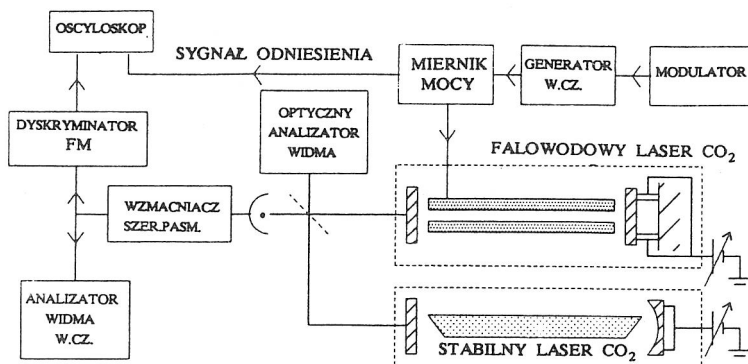 OSCYLOSKOP
SYGNAŁ ODNIESIENIA
MIERNIK
MOCY
GENERATOR
W.CZ.
MODULATOR
OPTYCZNY
ANALIZATOR
WIDMA
DYSKRYMINATOR
FM
FALOWODOWY LASER CO₂
WZMACNIACZ
SZER.PASM.
ANALIZATOR
WIDMA
W.CZ.
STABILNY LASER CO₂